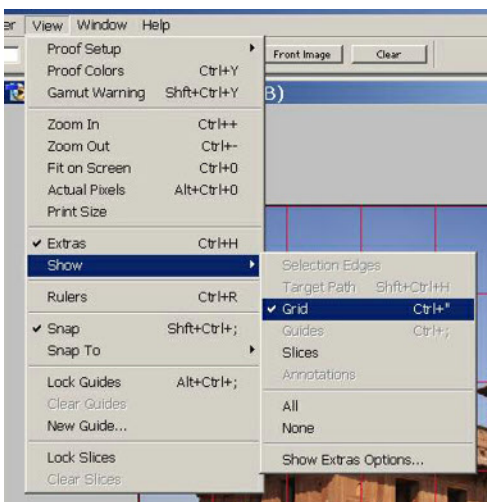 er View Window Help
Front Image Clear
B)
Proof Setup
Proof Colors Ctrl+Y
Gamut Warning Shft+Ctrl+Y
Zoom In Ctrl++
Zoom Out Ctrl+-
Fit on Screen Ctrl+0
Actual Pixels Alt+Ctrl+0
Print Size
Extras Ctrl+H
Show
Rulers Ctrl+R
Snap Shft+Ctrl+;
Snap To
Lock Guides Alt+Ctrl+;
Clear Guides
New Guide...
Lock Slices
Clear Slices
Selection Edges
Target Path Shft+Ctrl+H
Grid Ctrl+"
Guides Ctrl+;
Slices
Annotations
All
None
Show Extras Options...